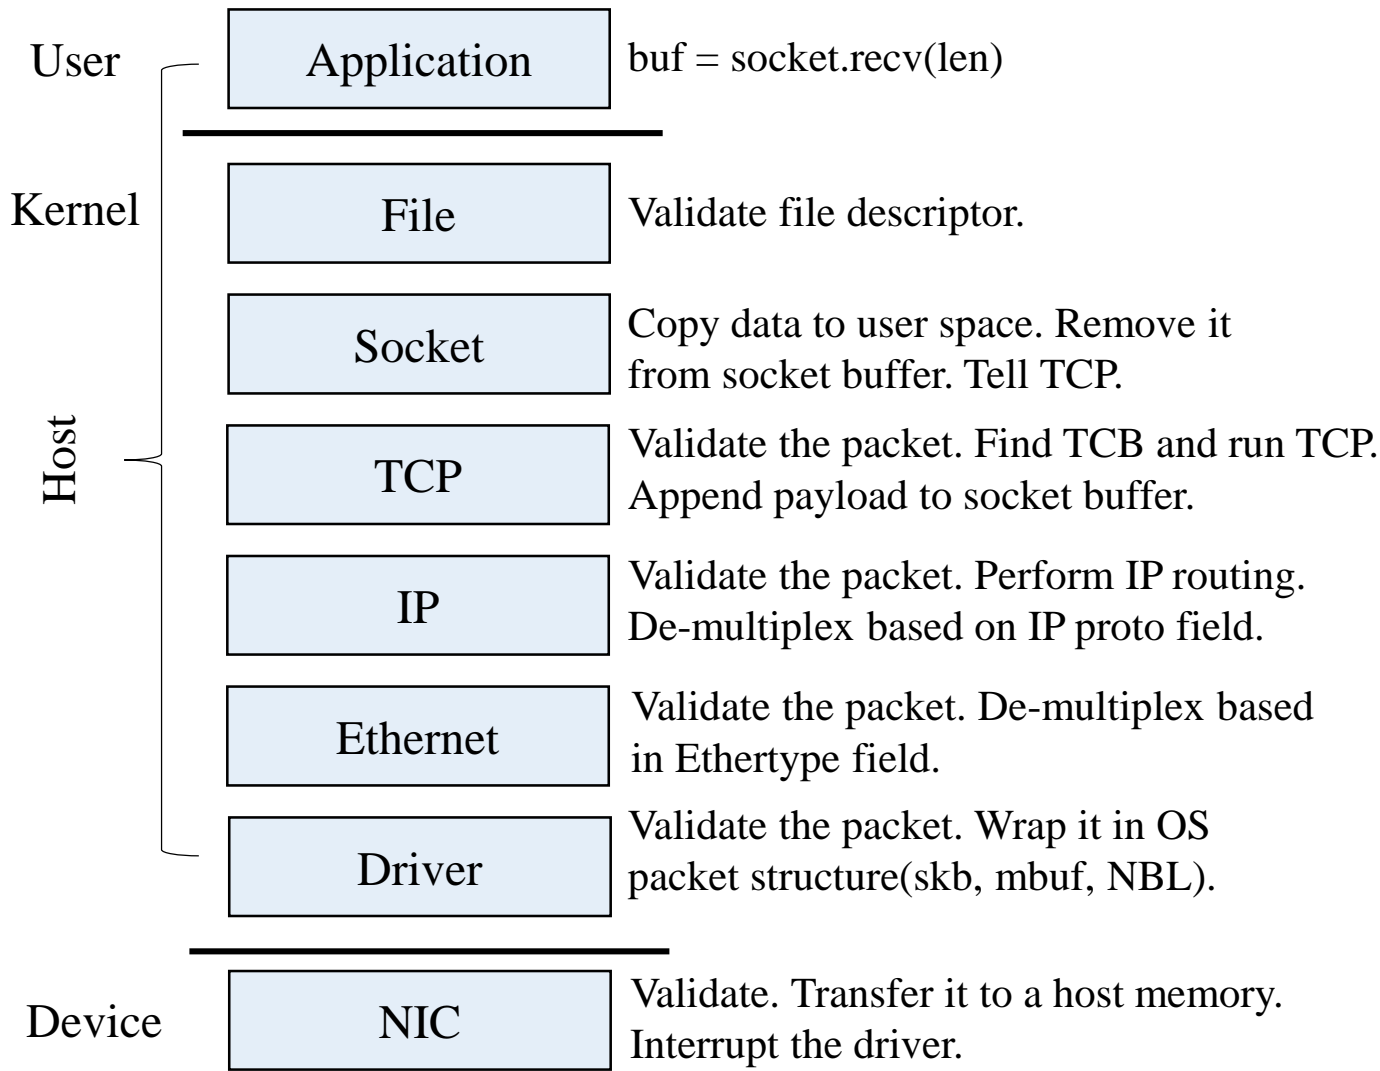 User
Application
buf = socket.recv(len)
Kernel
File
Validate file descriptor.
Socket
Copy data to user space. Remove it
from socket buffer. Tell TCP.
Host
TCP
Validate the packet. Find TCB and run TCP.
Append payload to socket buffer.
IP
Validate the packet. Perform IP routing.
De-multiplex based on IP proto field.
Ethernet
Validate the packet. De-multiplex based
in Ethertype field.
Driver
Validate the packet. Wrap it in OS
packet structure(skb, mbuf, NBL).
Device
NIC
Validate. Transfer it to a host memory.
Interrupt the driver.